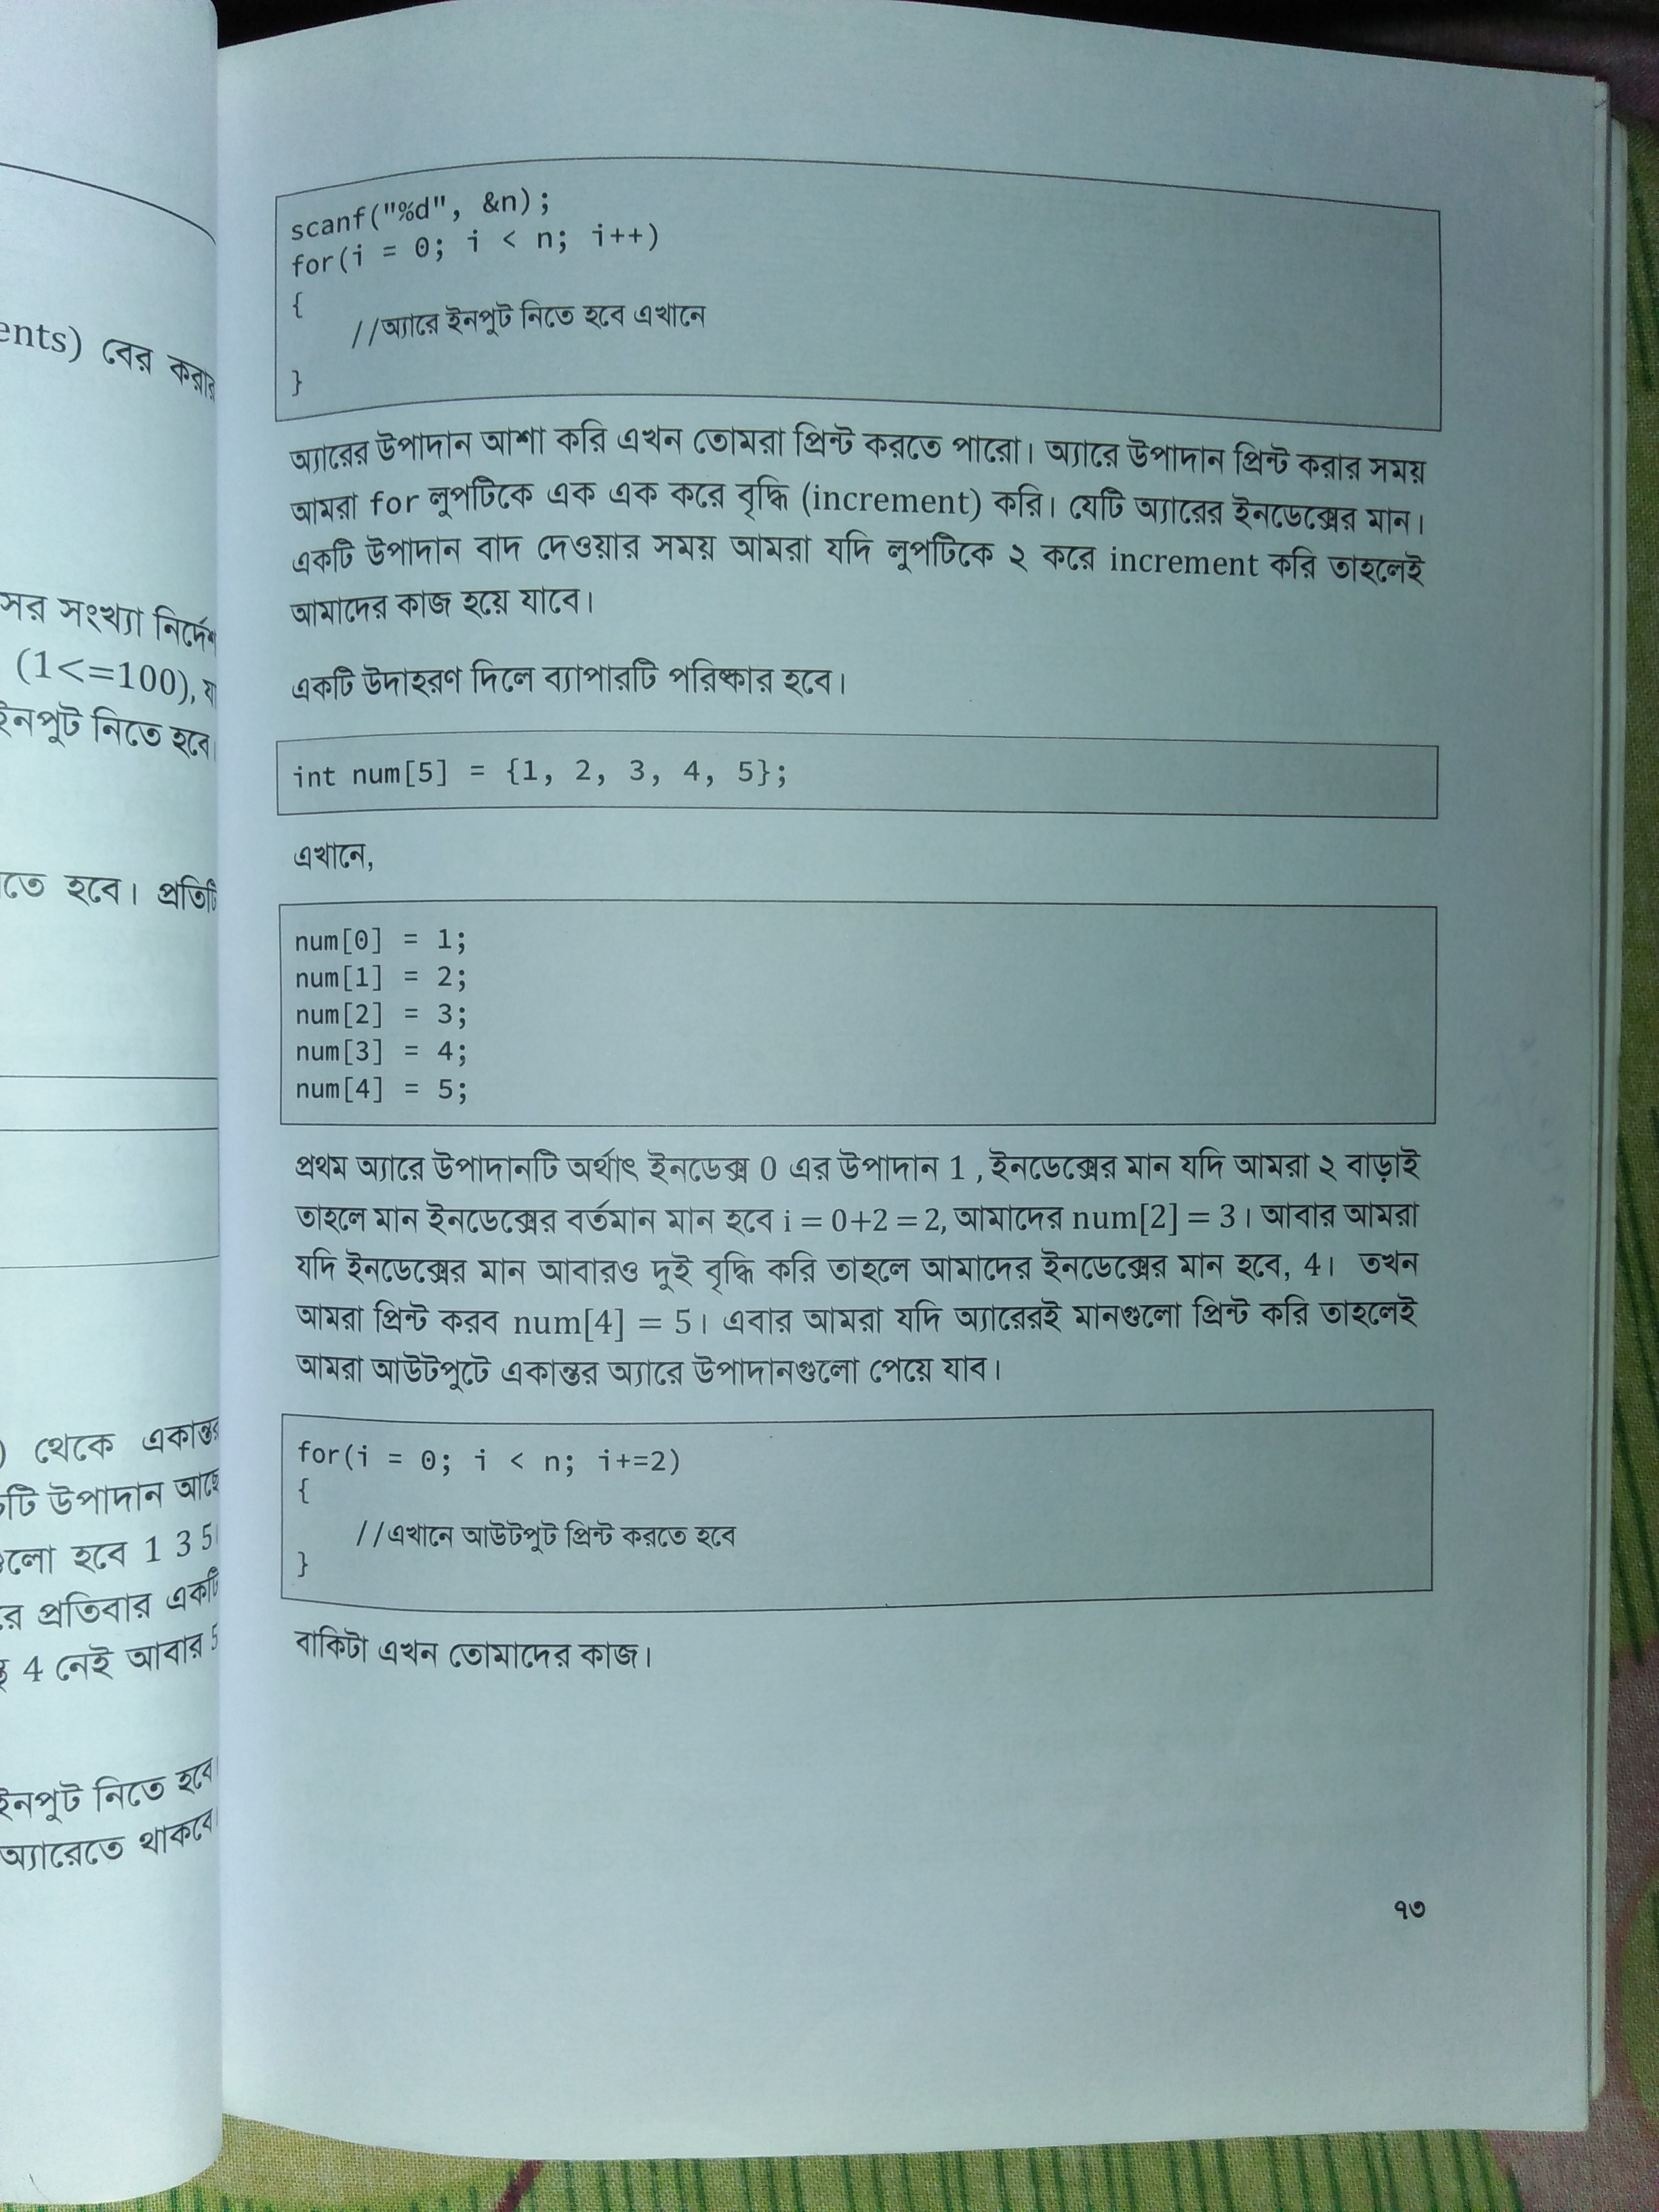 ents) বের করার
সর সংখ্যা নির্দেশ
(1<=100), যা
ইনপুট নিতে হবে।
তে হবে। প্রতিটি
) থেকে একান্তর
টি উপাদান আছে
গুলো হবে 1 3 5।
রে প্রতিবার একটি
4 নেই আবার 5
ইনপুট নিতে হবে।
অ্যারেতে থাকবে।
scanf("%d", &n);
for(i = 0; i < n; i++)
{
//অ্যারে ইনপুট নিতে হবে এখানে
}
অ্যারের উপাদান আশা করি এখন তোমরা প্রিন্ট করতে পারো। অ্যারে উপাদান প্রিন্ট করার সময়
আমরা for লুপটিকে এক এক করে বৃদ্ধি (increment) করি। যেটি অ্যারের ইনডেক্সের মান।
একটি উপাদান বাদ দেওয়ার সময় আমরা যদি লুপটিকে ২ করে increment করি তাহলেই
আমাদের কাজ হয়ে যাবে।
একটি উদাহরণ দিলে ব্যাপারটি পরিষ্কার হবে।
int num[5] = {1, 2, 3, 4, 5};
এখানে,
num[0] = 1;
num[1] = 2;
num[2] = 3;
num[3] = 4;
num[4] = 5;
প্রথম অ্যারে উপাদানটি অর্থাৎ ইনডেক্স 0 এর উপাদান 1 , ইনডেক্সের মান যদি আমরা ২ বাড়াই
তাহলে মান ইনডেক্সের বর্তমান মান হবে i = 0+2 = 2, আমাদের num[2] = 3। আবার আমরা
যদি ইনডেক্সের মান আবারও দুই বৃদ্ধি করি তাহলে আমাদের ইনডেক্সের মান হবে, 4। তখন
আমরা প্রিন্ট করব num[4] = 5। এবার আমরা যদি অ্যারেরই মানগুলো প্রিন্ট করি তাহলেই
আমরা আউটপুটে একান্তর অ্যারে উপাদানগুলো পেয়ে যাব।
for(i = 0; i < n; i+=2)
{
//এখানে আউটপুট প্রিন্ট করতে হবে
}
বাকিটা এখন তোমাদের কাজ।
৭৩